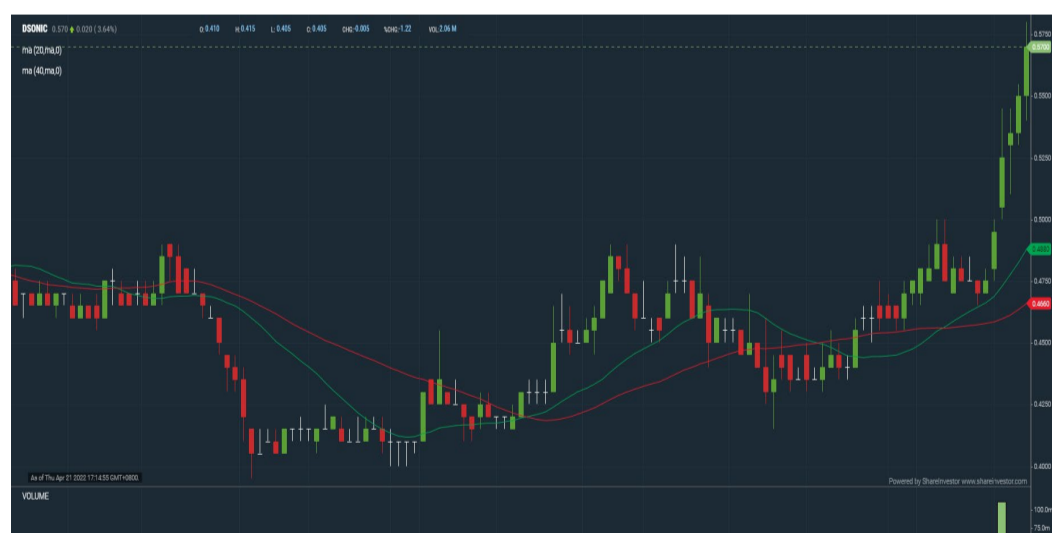 DSONIC 0.570 0.020 ( 3.64%) O: 0.410 H: 0.415 L: 0.405 C: 0.405 CHG:-0.005 %CHG:-1.22 VOL:2.06 M
ma (20,ma,0)
ma (40,ma,0)
0.5750
0.5700
0.5500
0.5250
0.5000
0.4750
0.4660
0.4500
0.4250
0.4000
As of Thu Apr 21 2022 17:14:55 GMT+0800
Powered by ShareInvestor www.shareinvestor.com
VOLUME
100.0m
75.0m